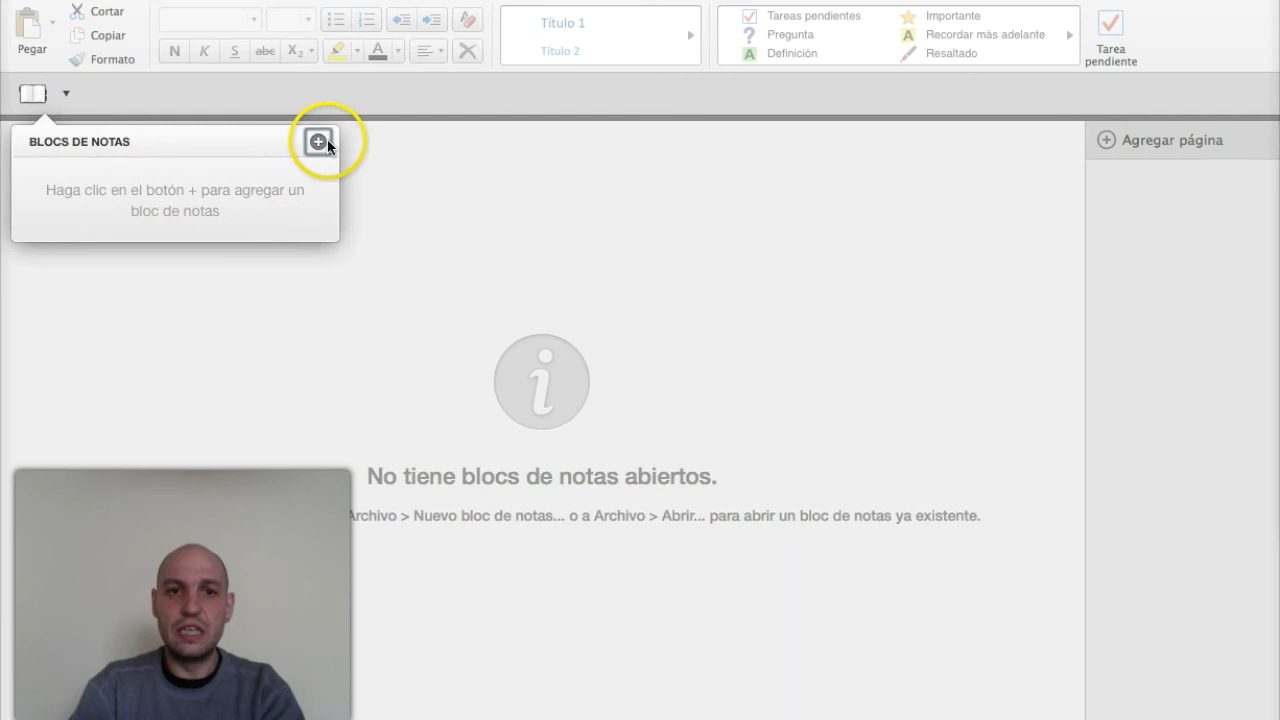 Cortar
Pegar
Copiar
Formato
N K S abc X₂ A
Título 1
Título 2
Tareas pendientes
Importante
Pregunta
A Recordar más adelante
A Definición
Resaltado
Tarea
pendiente
BLOCS DE NOTAS
Haga clic en el botón + para agregar un
bloc de notas
Agregar página
No tiene blocs de notas abiertos.
Archivo > Nuevo bloc de notas... o a Archivo > Abrir... para abrir un bloc de notas ya existente.